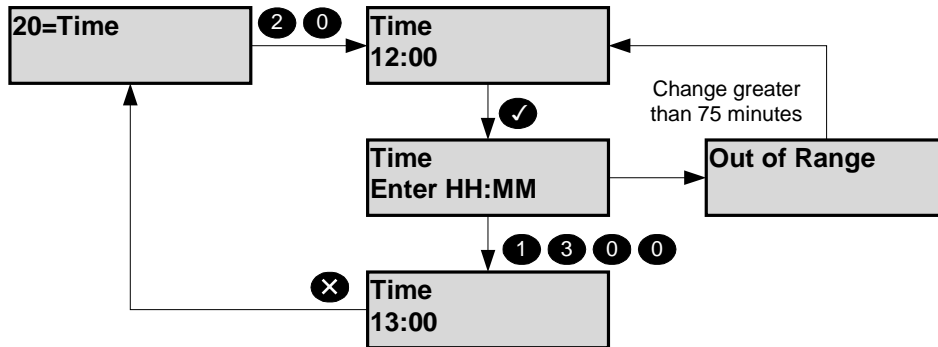 20=Time
2 0
Time
12:00
Change greater
than 75 minutes
✓
Time
Enter HH:MM
Out of Range
1 3 0 0
✕
Time
13:00